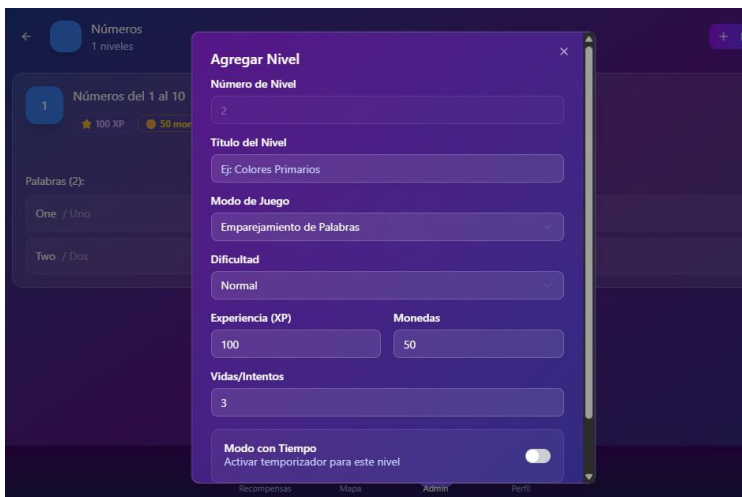 Números
1 niveles
+
1
Números del 1 al 10
100 XP
50 mon
Palabras (2):
One / Uno
Two / Dos
Agregar Nivel
Número de Nivel
2
Título del Nivel
Ej: Colores Primarios
Modo de Juego
Emparejamiento de Palabras
Dificultad
Normal
Experiencia (XP) Monedas
100 50
Vidas/Intentos
3
Modo con Tiempo
Activar temporizador para este nivel
Recompensas Mapa Admin Perfil